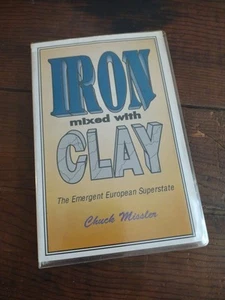 IRON
mixed with
CLAY
The Emergent European Superstate
Chuck Missler